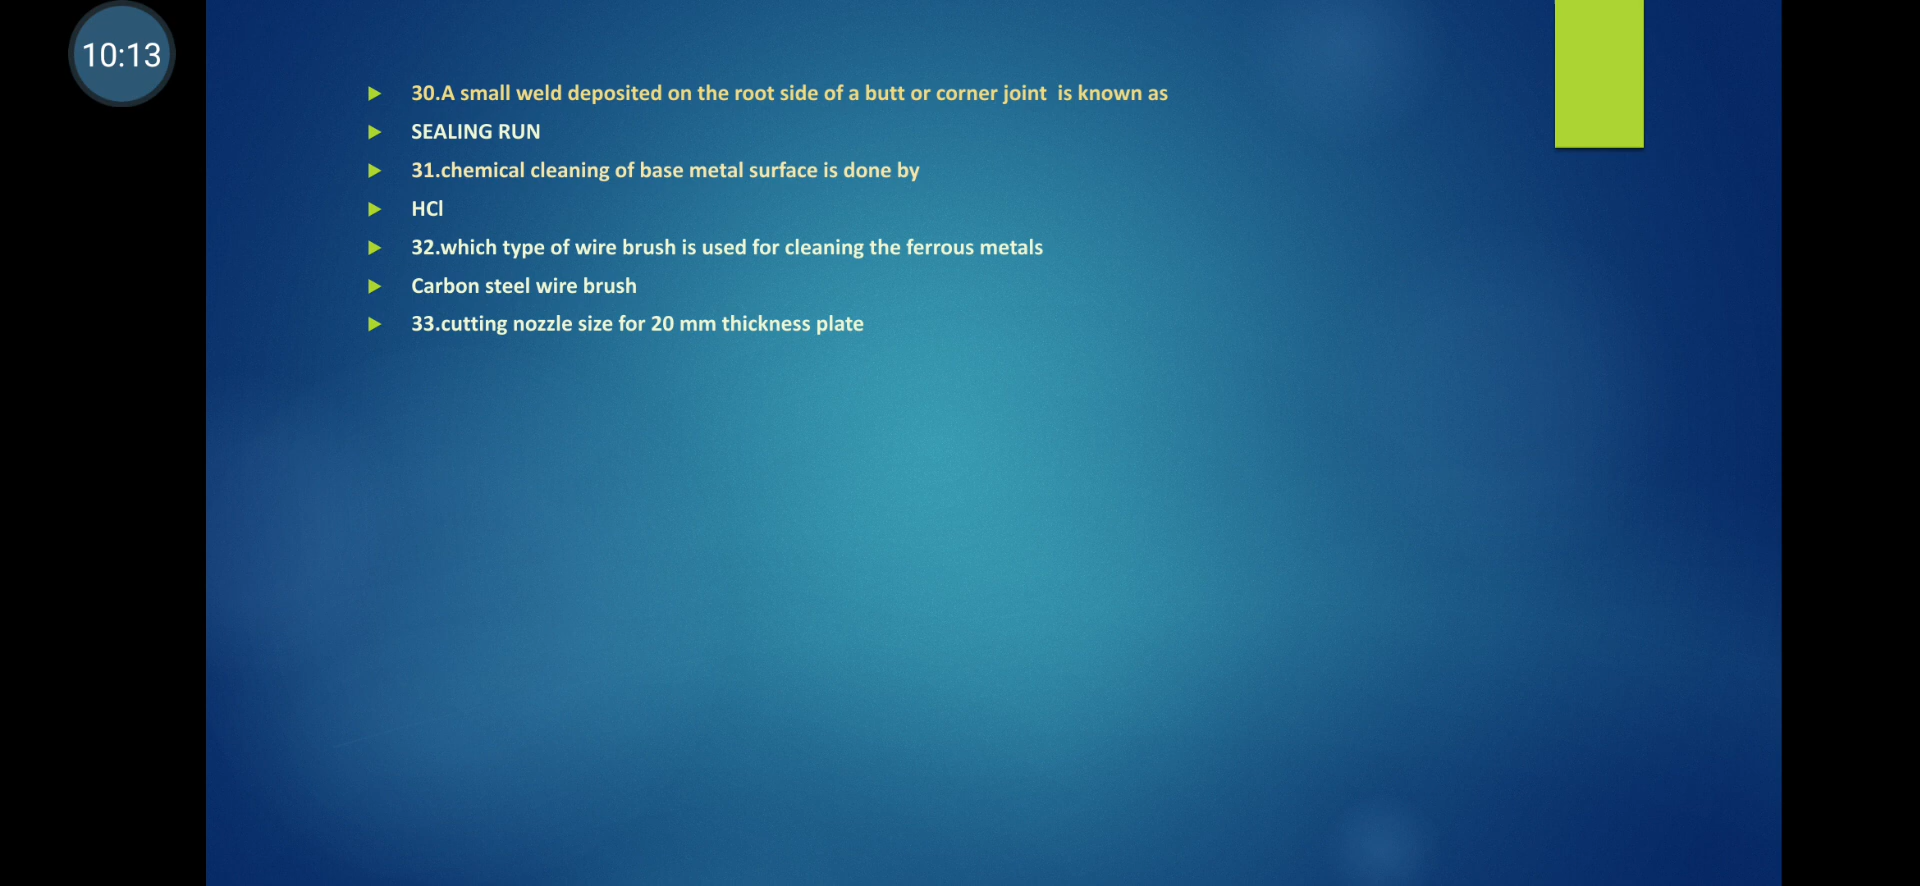 10:13
30.A small weld deposited on the root side of a butt or corner joint  is known as
SEALING RUN
31.chemical cleaning of base metal surface is done by
HCl
32.which type of wire brush is used for cleaning the ferrous metals
Carbon steel wire brush
33.cutting nozzle size for 20 mm thickness plate